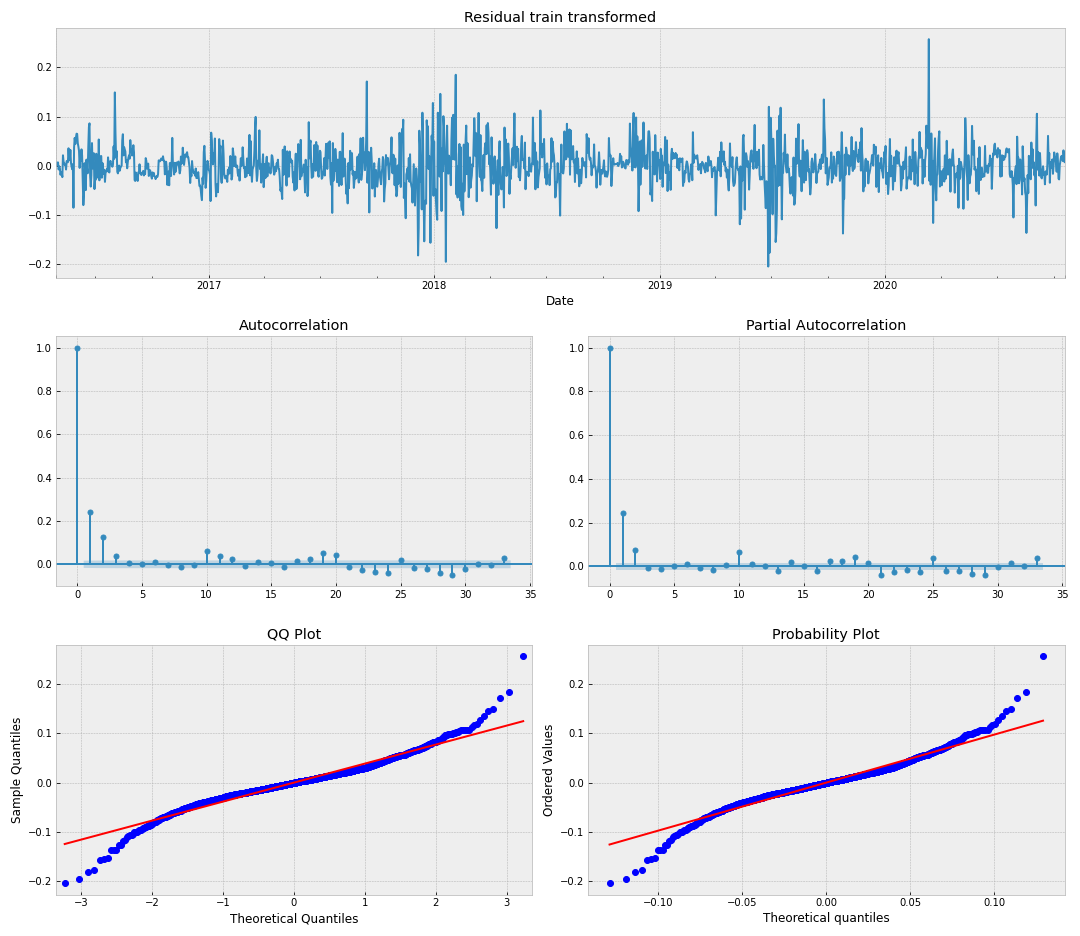 Residual train transformed
0.2
0.1
0.0
−0.1
−0.2
2017 2018 2019 2020
Date
Autocorrelation
1.0
0.8
0.6
0.4
0.2
0.0
0 5 10 15 20 25 30 35
Partial Autocorrelation
1.0
0.8
0.6
0.4
0.2
0.0
0 5 10 15 20 25 30 35
QQ Plot
Sample Quantiles
0.2
0.1
0.0
−0.1
−0.2
−3 −2 −1 0 1 2 3
Theoretical Quantiles
Probability Plot
Ordered Values
0.2
0.1
0.0
−0.1
−0.2
−0.10 −0.05 0.00 0.05 0.10
Theoretical quantiles